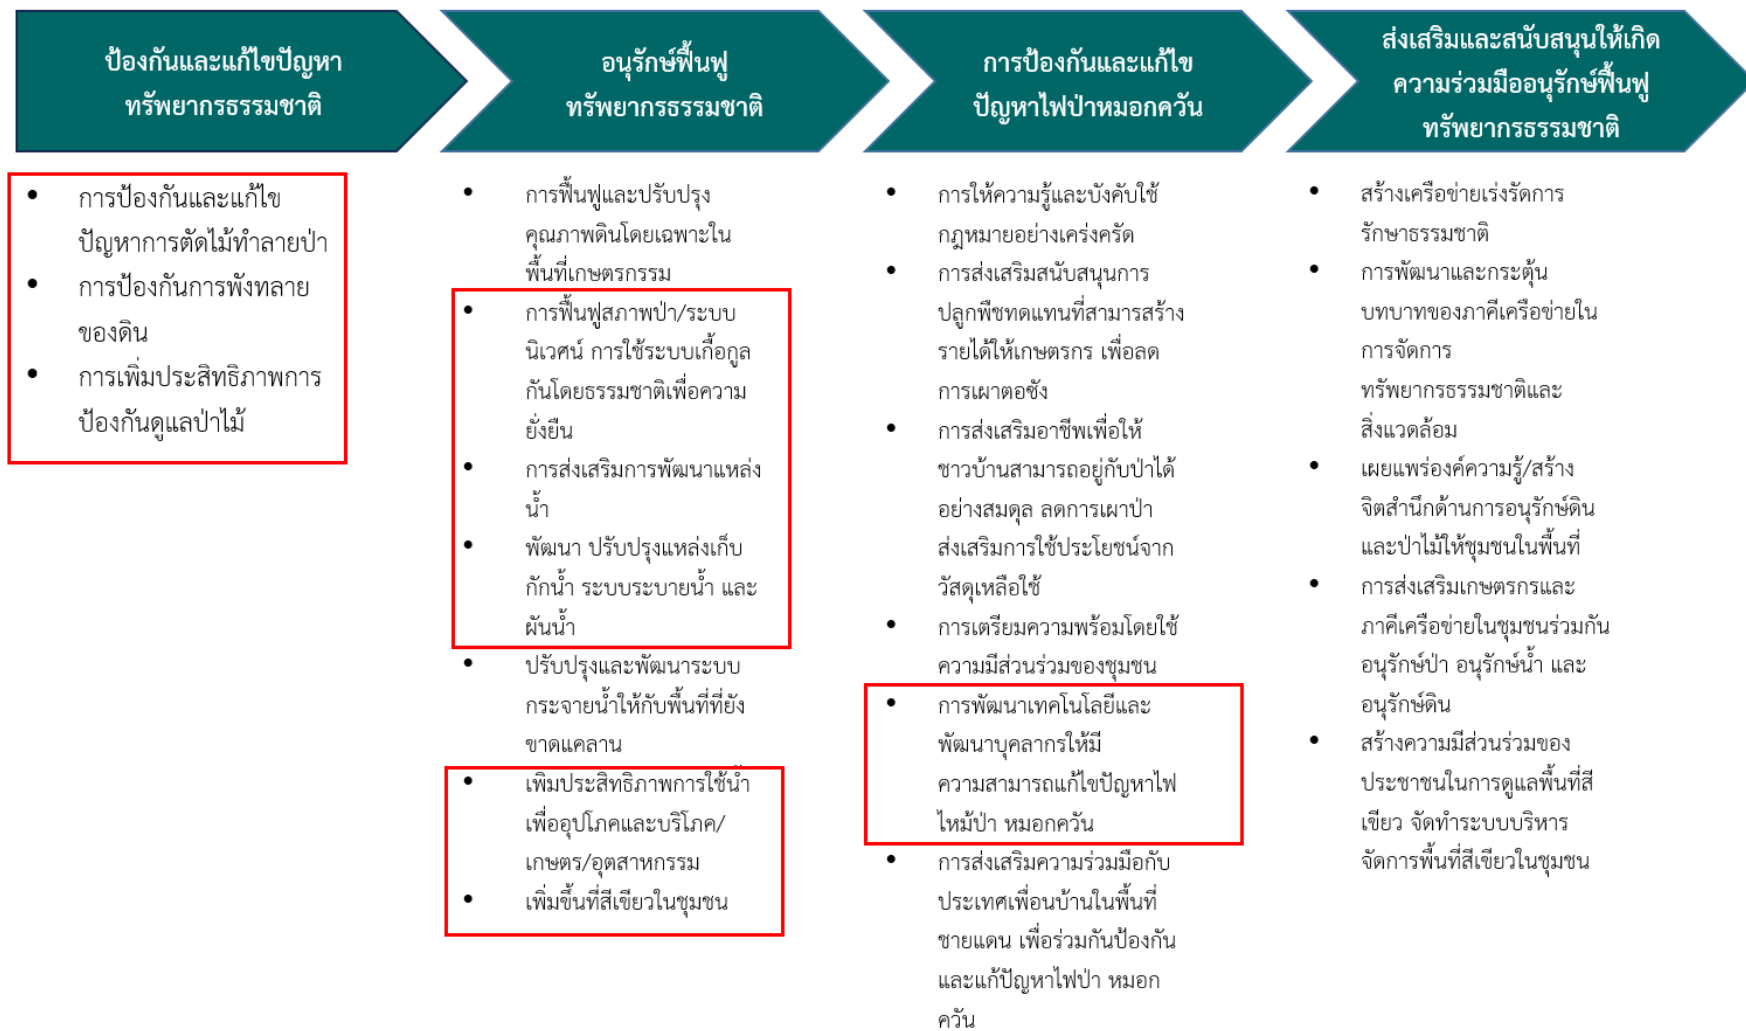 ป้องกันและแก้ไขปัญหา
ทรัพยากรธรรมชาติ
อนุรักษ์ฟื้นฟู
ทรัพยากรธรรมชาติ
การป้องกันและแก้ไข
ปัญหาไฟป่าหมอกควัน
ส่งเสริมและสนับสนุนให้เกิด
ความร่วมมืออนุรักษ์ฟื้นฟู
ทรัพยากรธรรมชาติ
• การป้องกันและแก้ไข
ปัญหาการตัดไม้ทำลายป่า
• การป้องกันการพังทลาย
ของดิน
• การเพิ่มประสิทธิภาพการ
ป้องกันดูแลป่าไม้
• การฟื้นฟูและปรับปรุง
คุณภาพดินโดยเฉพาะใน
พื้นที่เกษตรกรรม
• การฟื้นฟูสภาพป่า/ระบบ
นิเวศน์ การใช้ระบบเกื้อกูล
กันโดยธรรมชาติเพื่อความ
ยั่งยืน
• การส่งเสริมการพัฒนาแหล่ง
น้ำ
• พัฒนา ปรับปรุงแหล่งเก็บ
กักน้ำ ระบบระบายน้ำ และ
ผันน้ำ
• ปรับปรุงและพัฒนาระบบ
กระจายน้ำให้กับพื้นที่ที่ยัง
ขาดแคลาน
• เพิ่มประสิทธิภาพการใช้น้ำ
เพื่ออุปโภคและบริโภค/
เกษตร/อุตสาหกรรม
• เพิ่มขึ้นที่สีเขียวในชุมชน
• การให้ความรู้และบังคับใช้
กฎหมายอย่างเคร่งครัด
• การส่งเสริมสนับสนุนการ
ปลูกพืชทดแทนที่สามารสร้าง
รายได้ให้เกษตรกร เพื่อลด
การเผาตอซัง
• การส่งเสริมอาชีพเพื่อให้
ชาวบ้านสามารถอยู่กับป่าได้
อย่างสมดุล ลดการเผาป่า
ส่งเสริมการใช้ประโยชน์จาก
วัสดุเหลือใช้
• การเตรียมความพร้อมโดยใช้
ความมีส่วนร่วมของชุมชน
• การพัฒนาเทคโนโลยีและ
พัฒนาบุคลากรให้มี
ความสามารถแก้ไขปัญหาไฟ
ไหม้ป่า หมอกควัน
• การส่งเสริมความร่วมมือกับ
ประเทศเพื่อนบ้านในพื้นที่
ชายแดน เพื่อร่วมกันป้องกัน
และแก้ปัญหาไฟป่า หมอก
ควัน
• สร้างเครือข่ายเร่งรัดการ
รักษาธรรมชาติ
• การพัฒนาและกระตุ้น
บทบาทของภาคีเครือข่ายใน
การจัดการ
ทรัพยากรธรรมชาติและ
สิ่งแวดล้อม
• เผยแพร่องค์ความรู้/สร้าง
จิตสำนึกด้านการอนุรักษ์ดิน
และป่าไม้ให้ชุมชนในพื้นที่
• การส่งเสริมเกษตรกรและ
ภาคีเครือข่ายในชุมชนร่วมกัน
อนุรักษ์ป่า อนุรักษ์น้ำ และ
อนุรักษ์ดิน
• สร้างความมีส่วนร่วมของ
ประชาชนในการดูแลพื้นที่สี
เขียว จัดทำระบบบริหาร
จัดการพื้นที่สีเขียวในชุมชน